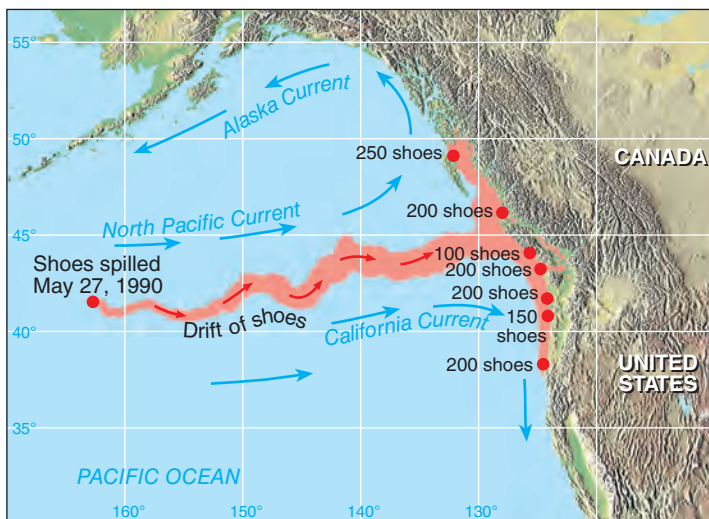 55°
Alaska Current
50°
250 shoes
CANADA
200 shoes
North Pacific Current
45°
100 shoes
Shoes spilled
May 27, 1990
200 shoes
200 shoes
40°
Drift of shoes
California Current
150
shoes
200 shoes
UNITED
STATES
35°
PACIFIC OCEAN
160°
150°
140°
130°